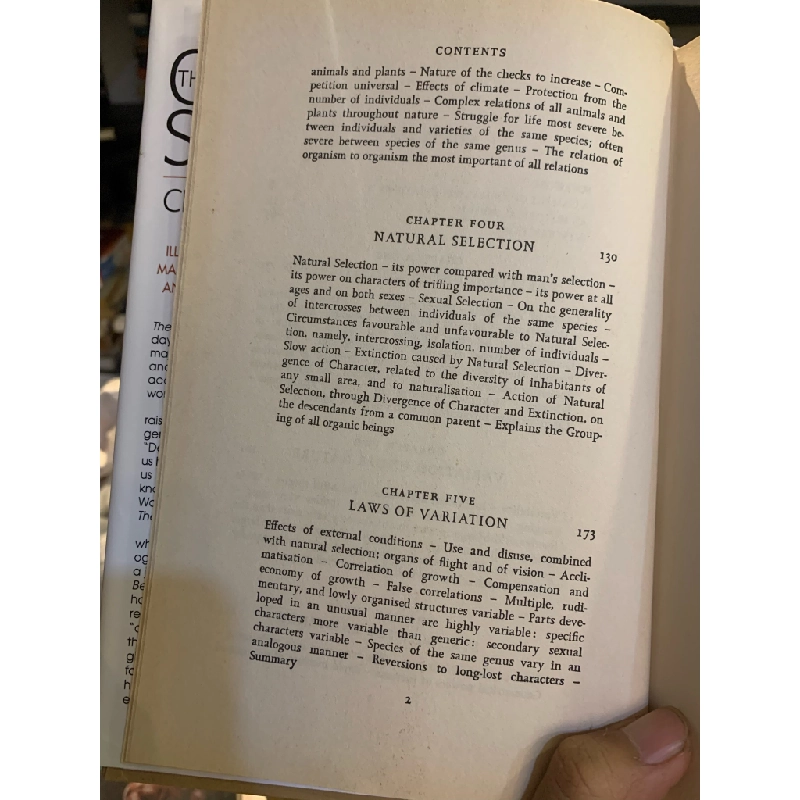 CONTENTS
animals and plants – Nature of the checks to increase – Com-
petition universal – Effects of climate – Protection from the
number of individuals – Complex relations of all animals and
plants throughout nature – Struggle for life most severe be-
tween individuals and varieties of the same species; often
severe between species of the same genus – The relation of
organism to organism the most important of all relations
CHAPTER FOUR
NATURAL SELECTION 130
Natural Selection – its power compared with man's selection –
its power on characters of trifling importance – its power at all
ages and on both sexes – Sexual Selection – On the generality
of intercrosses between individuals of the same species –
Circumstances favourable and unfavourable to Natural Selec-
tion, namely, intercrossing, isolation, number of individuals –
Slow action – Extinction caused by Natural Selection – Diver-
gence of Character, related to the diversity of inhabitants of
any small area, and to naturalisation – Action of Natural
Selection, through Divergence of Character and Extinction, on
the descendants from a common parent – Explains the Group-
ing of all organic beings
CHAPTER FIVE
LAWS OF VARIATION 173
Effects of external conditions – Use and disuse, combined
with natural selection; organs of flight and of vision – Accli-
matisation – Correlation of growth – Compensation and
economy of growth – False correlations – Multiple, rudi-
mentary, and lowly organised structures variable – Parts deve-
loped in an unusual manner are highly variable: specific
characters more variable than generic: secondary sexual
characters variable – Species of the same genus vary in an
analogous manner – Reversions to long-lost characters –
Summary
2